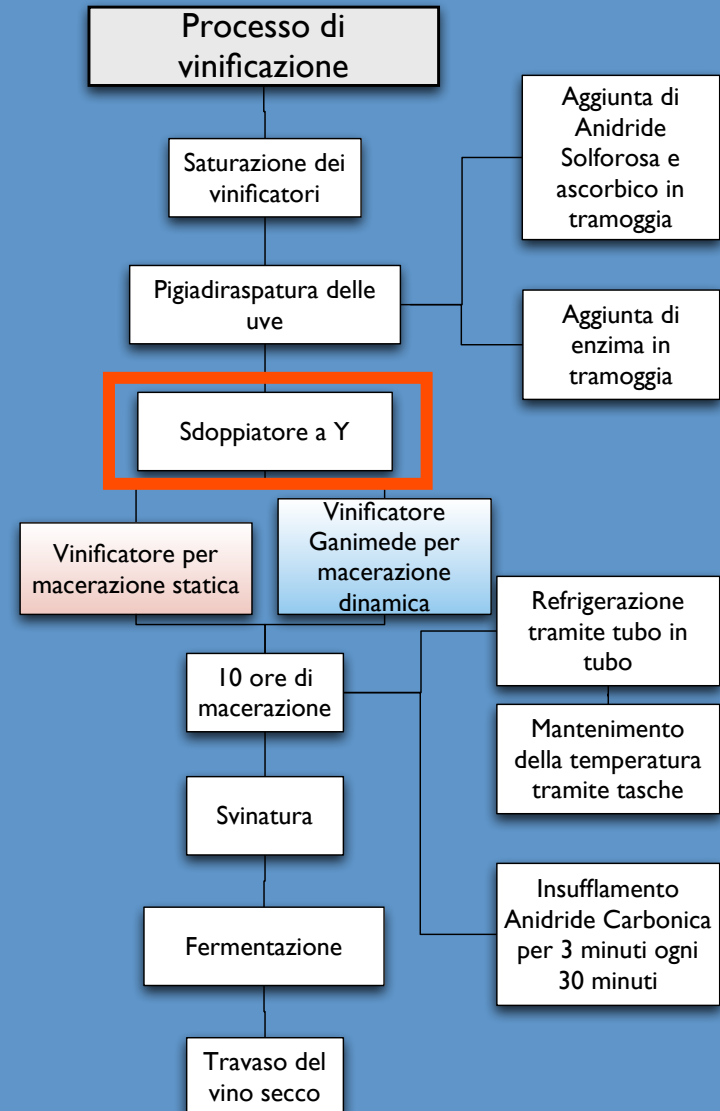 Processo di
vinificazione
Saturazione dei
vinificatori
Aggiunta di
Anidride
Solforosa e
ascorbico in
tramoggia
Pigiadiraspatura delle
uve
Aggiunta di
enzima in
tramoggia
Sdoppiatore a Y
Vinificatore per
macerazione statica
Vinificatore
Ganimede per
macerazione
dinamica
10 ore di
macerazione
Refrigerazione
tramite tubo in
tubo
Mantenimento
della temperatura
tramite tasche
Svinatura
Insufflamento
Anidride Carbonica
per 3 minuti ogni
30 minuti
Fermentazione
Travaso del
vino secco